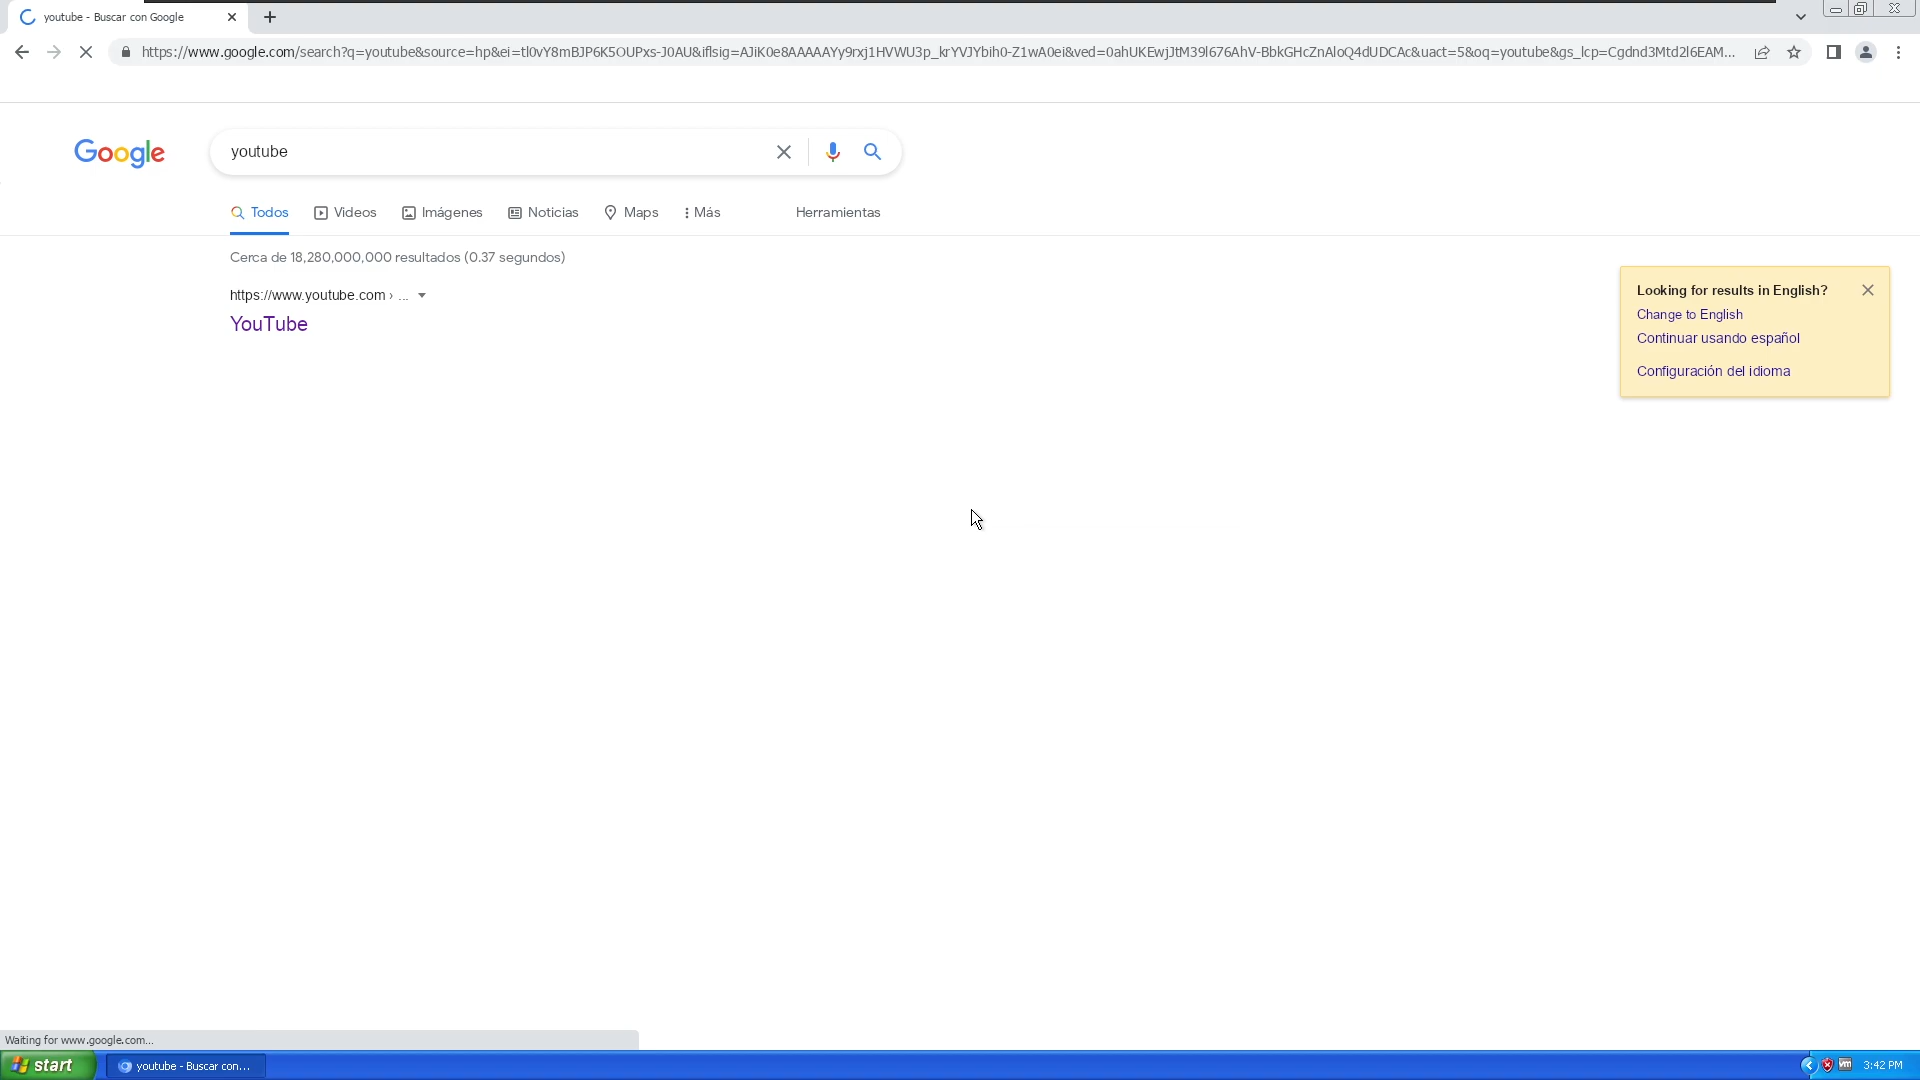 youtube - Buscar con Google
https://www.google.com/search?q=youtube&source=hp&ei=tl0vY8mBJP6K5OUPxs-J0AU&iflsig=AJiK0e8AAAAAYy9rxj1HVWU3p_krYVJYbih0-Z1wA0ei&ved=0ahUKEwjJtM39l676AhV-BbkGHcZnAloQ4dUDCAc&uact=5&oq=youtube&gs_lcp=Cgdnd3Mtd2l6EAM...
Google
youtube
Todos Videos Imágenes Noticias Maps Más Herramientas
Cerca de 18,280,000,000 resultados (0.37 segundos)
https://www.youtube.com › ...
YouTube
Looking for results in English?
Change to English
Continuar usando español
Configuración del idioma
Waiting for www.google.com...
start
youtube - Buscar con...
vm
3:42 PM